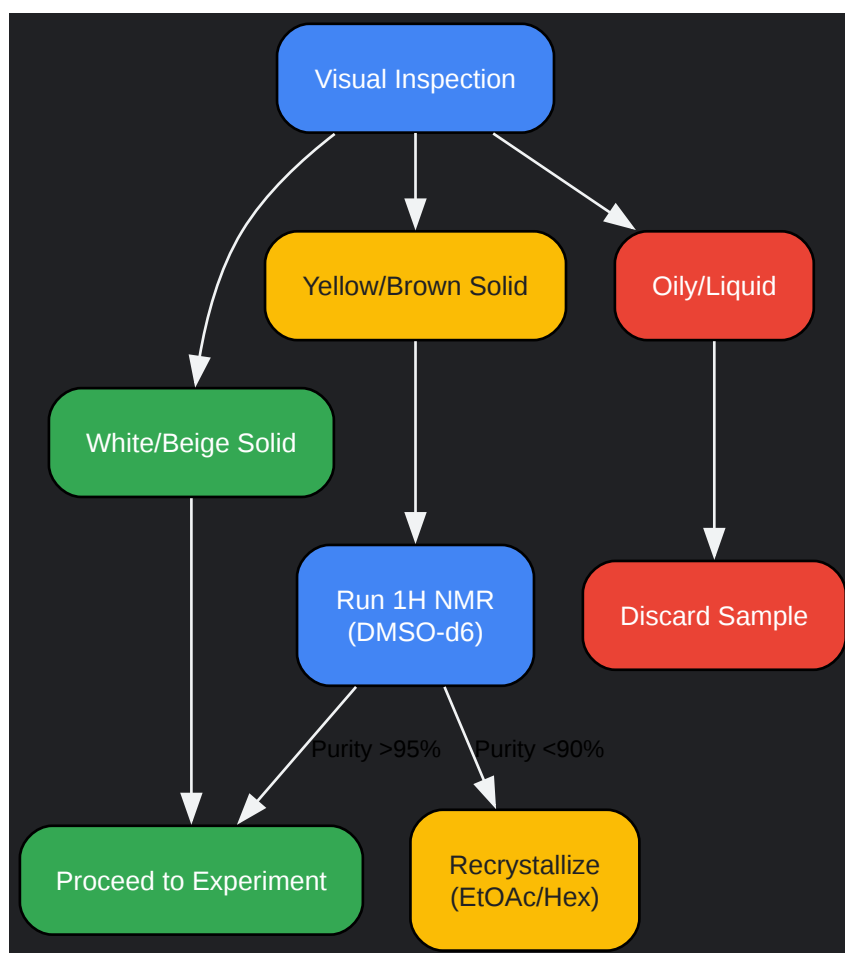 Visual Inspection
Yellow/Brown Solid
Oily/Liquid
White/Beige Solid
Run 1H NMR
(DMSO-d6)
Discard Sample
Purity >95%
Purity <90%
Proceed to Experiment
Recrystallize
(EtOAc/Hex)